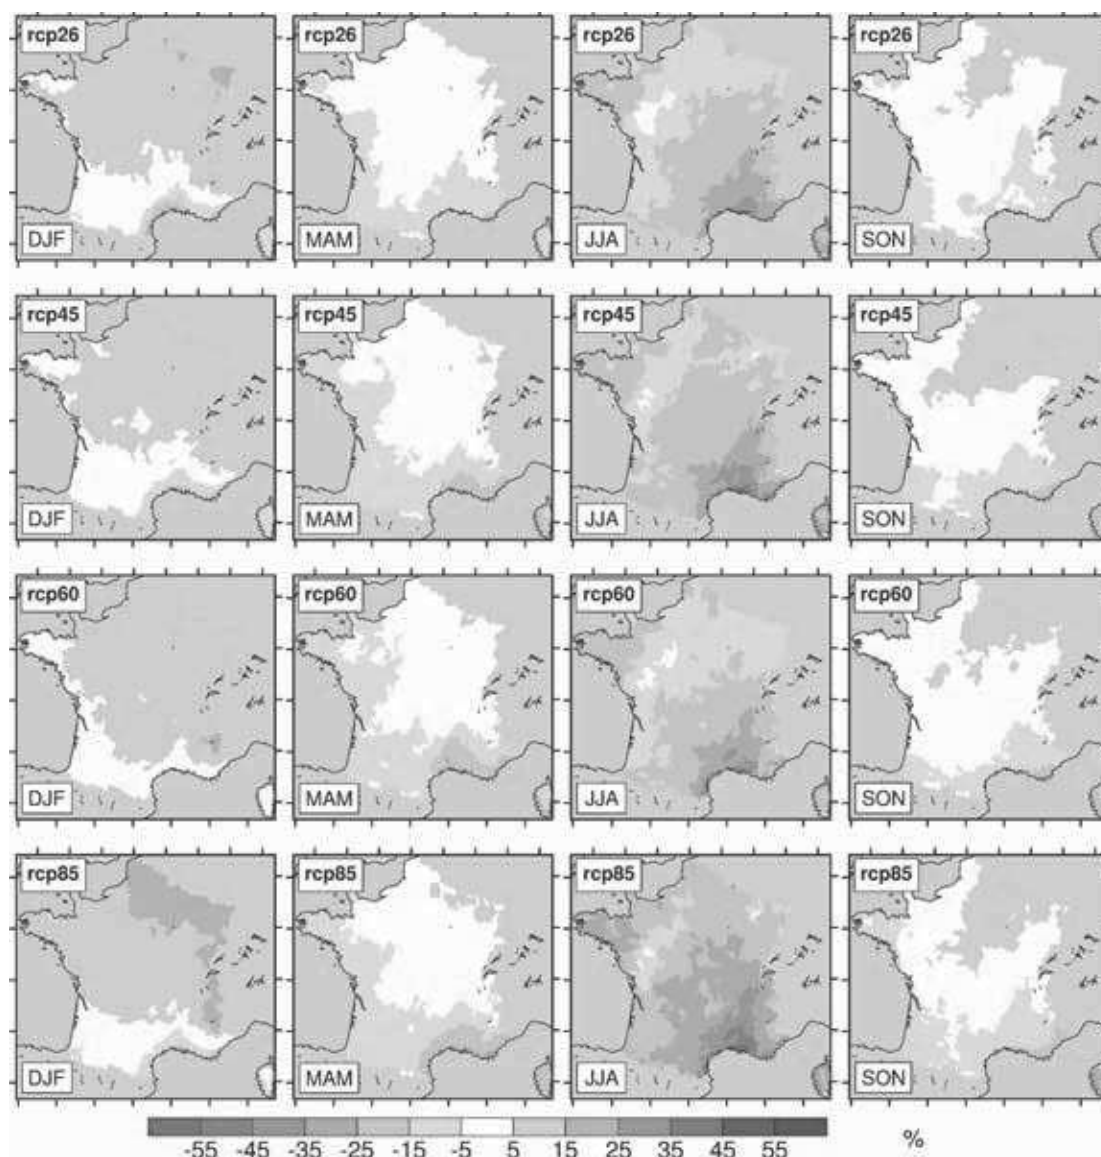 rcp26 rcp26 rcp26 rcp26
DJF MAM JJA SON
rcp45 rcp45 rcp45 rcp45
DJF MAM JJA SON
rcp60 rcp60 rcp60 rcp60
DJF MAM JJA SON
rcp85 rcp85 rcp85 rcp85
DJF MAM JJA SON
-55 -45 -35 -25 -15 -5 5 15 25 35 45 55 %